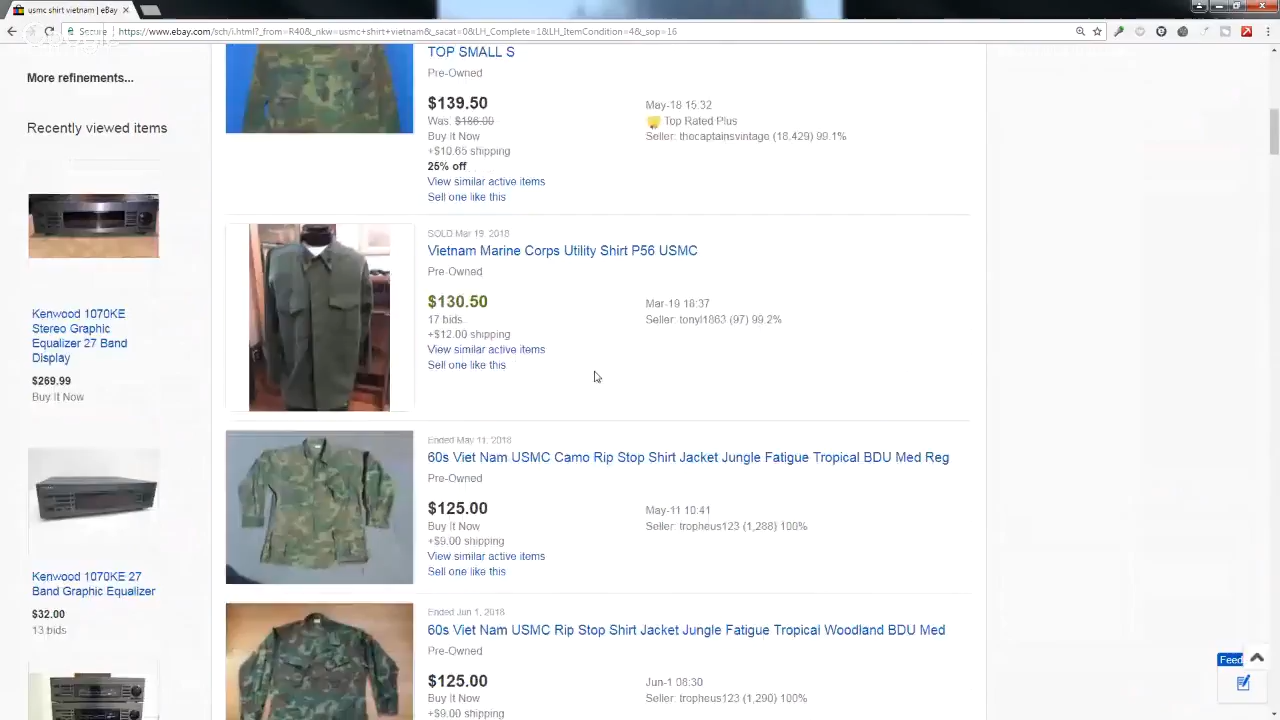 usmc shirt vietnam | eBay
Secure
https://www.ebay.com/sch/i.html?_from=R40&_nkw=usmc+shirt+vietnam&_sacat=0&LH_Complete=1&LH_ItemCondition=4&_sop=16
More refinements...
Recently viewed items
Kenwood 1070KE
Stereo Graphic
Equalizer 27 Band
Display
$269.99
Buy It Now
Kenwood 1070KE 27
Band Graphic Equalizer
$32.00
13 bids
TOP SMALL S
Pre-Owned
$139.50
May-18 15:32
Was: $186.00
Top Rated Plus
Buy It Now
Seller: thecaptainsvintage (18,429) 99.1%
+$10.65 shipping
25% off
View similar active items
Sell one like this
SOLD Mar 19, 2018
Vietnam Marine Corps Utility Shirt P56 USMC
Pre-Owned
$130.50
Mar-19 18:37
17 bids
Seller: tonyl1863 (97) 99.2%
+$12.00 shipping
View similar active items
Sell one like this
Ended May 11, 2018
60s Viet Nam USMC Camo Rip Stop Shirt Jacket Jungle Fatigue Tropical BDU Med Reg
Pre-Owned
$125.00
May-11 10:41
Buy It Now
Seller: tropheus123 (1,288) 100%
+$9.00 shipping
View similar active items
Sell one like this
Ended Jun 1, 2018
60s Viet Nam USMC Rip Stop Shirt Jacket Jungle Fatigue Tropical Woodland BDU Med
Pre-Owned
$125.00
Jun-1 08:30
Buy It Now
Seller: tropheus123 (1,290) 100%
+$9.00 shipping
Feed